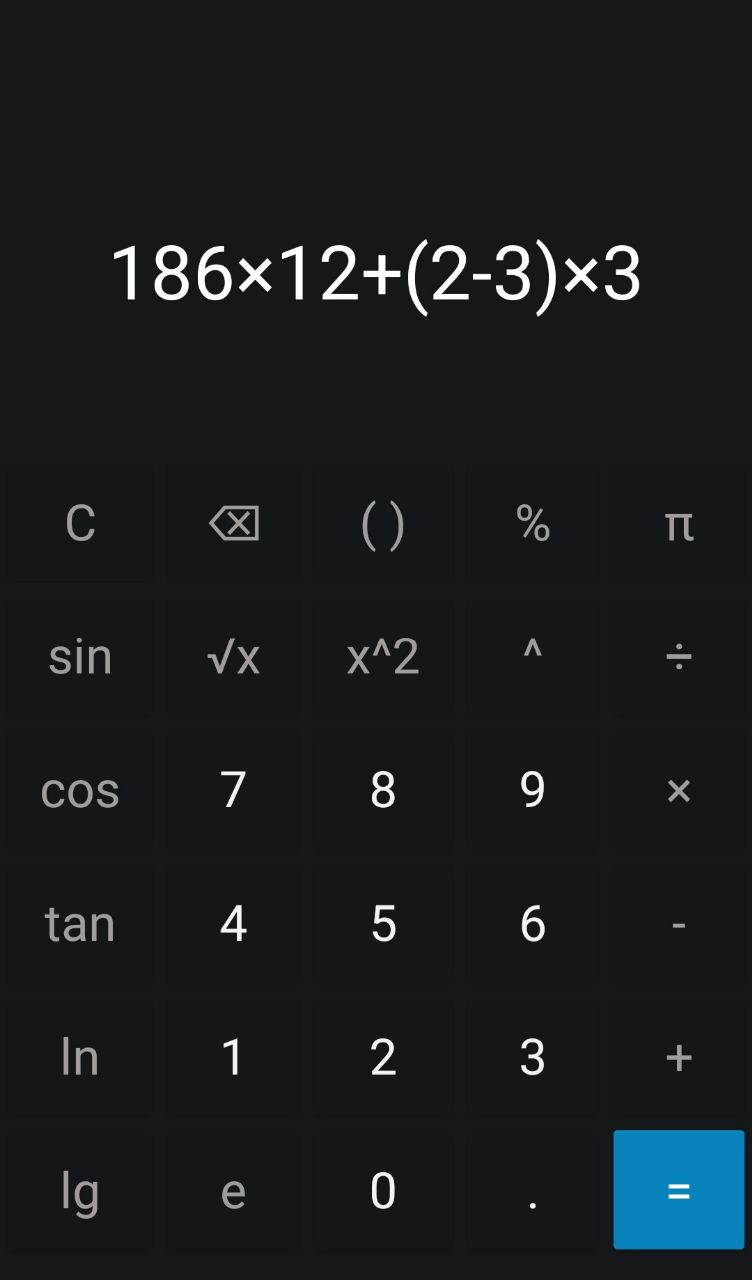 186×12+(2-3)×3
C ⌫ ( ) % π
sin √x x^2 ^ ÷
cos 7 8 9 ×
tan 4 5 6 -
ln 1 2 3 +
lg e 0 . =